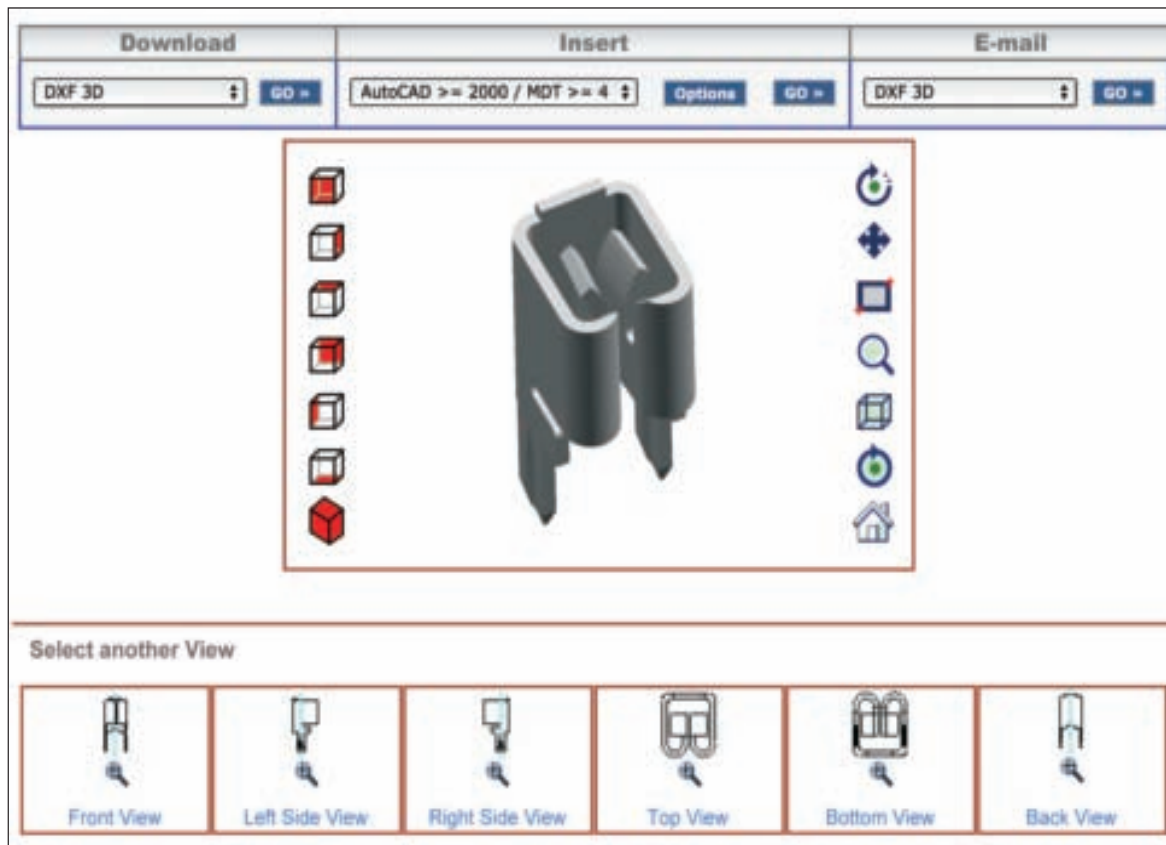 Download Insert E-mail
DXF 3D GO » AutoCAD >= 2000 / MDT >= 4 Options GO » DXF 3D GO »
Select another View
Front View Left Side View Right Side View Top View Bottom View Back View